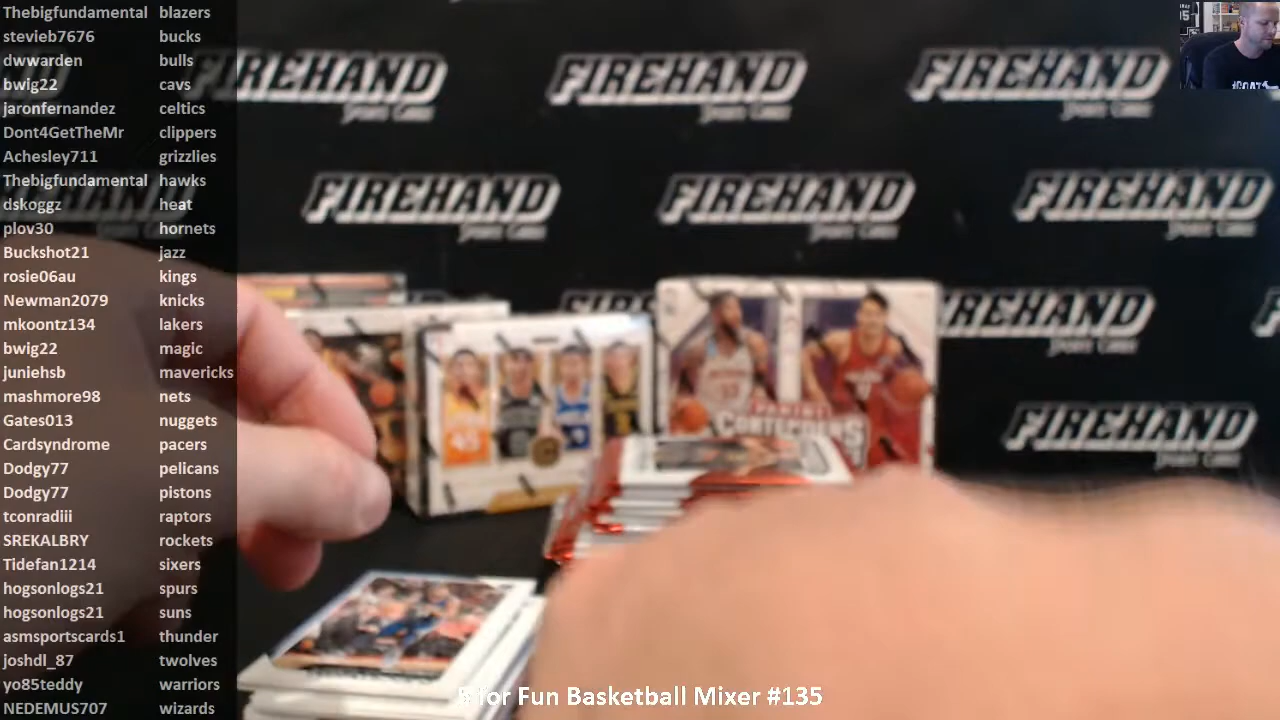 Thebigfundamental blazers
stevieb7676 bucks
dwwarden bulls
bwig22 cavs
jaronfernandez celtics
Dont4GetTheMr clippers
Achesley711 grizzlies
Thebigfundamental hawks
dskoggz heat
plov30 hornets
Buckshot21 jazz
rosie06au kings
Newman2079 knicks
mkoontz134 lakers
bwig22 magic
juniehsb mavericks
mashmore98 nets
Gates013 nuggets
Cardsyndrome pacers
Dodgy77 pelicans
Dodgy77 pistons
tconradiii raptors
SREKALBRY rockets
Tidefan1214 sixers
hogsonlogs21 spurs
hogsonlogs21 suns
asmsportscards1 thunder
joshdl_87 twolves
yo85teddy warriors
NEDEMUS707 wizards
FIREHAND
FIREHAND
FIREHAND
FIREHAND
FIREHAND
FIREHAND
FIREHAND
FIREHAND
PANINI
CONTENDERS
45
for Fun Basketball Mixer #135